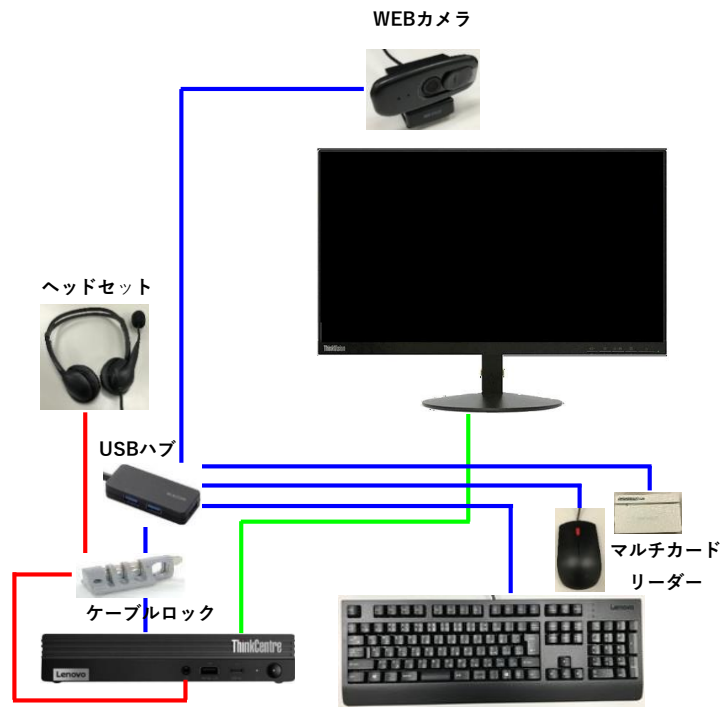 WEBカメラ
ThinkVision
ヘッドセット
USBハブ
マルチカード
リーダー
ケーブルロック
ThinkCentre
Lenovo
Lenovo